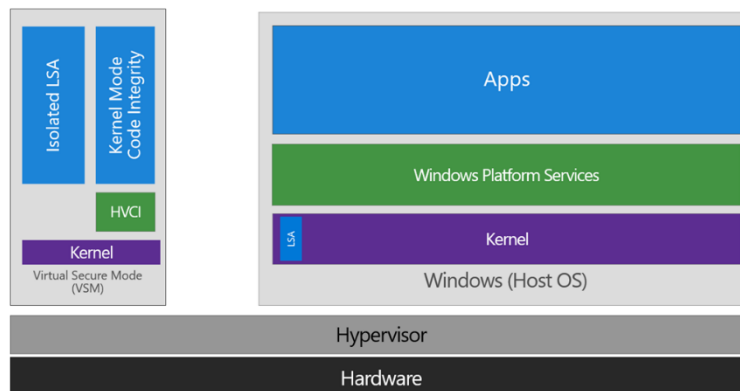 Isolated LSA
Kernel Mode
Code Integrity
HVCI
Kernel
Virtual Secure Mode
(VSM)
Apps
Windows Platform Services
LSA
Kernel
Windows (Host OS)
Hypervisor
Hardware